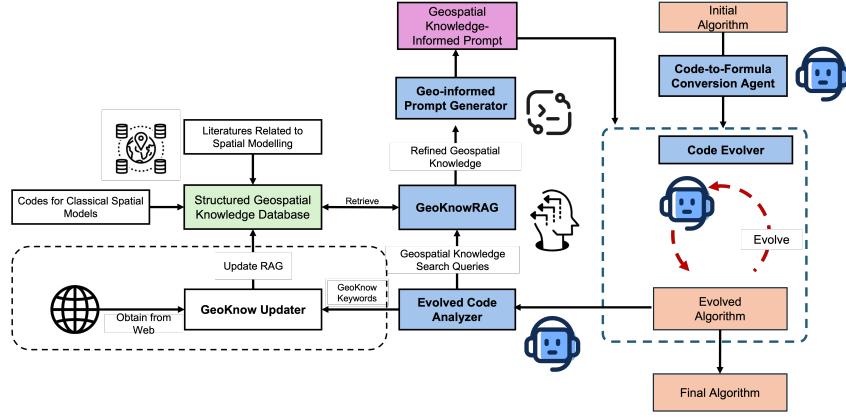 Geospatial
Knowledge-
Informed Prompt
Initial
Algorithm
Geo-informed
Prompt Generator
Code-to-Formula
Conversion Agent
Literatures Related to
Spatial Modelling
Refined Geospatial
Knowledge
Code Evolver
Codes for Classical Spatial
Models
Structured Geospatial
Knowledge Database
Retrieve
GeoKnowRAG
Evolve
Update RAG
Geospatial Knowledge
Search Queries
GeoKnow
Keywords
Obtain from
Web
GeoKnow Updater
Evolved Code
Analyzer
Evolved
Algorithm
Final Algorithm